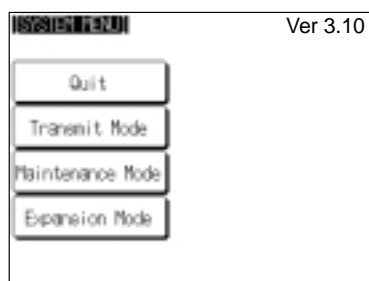 [SYSTEM MENU]
Ver 3.10
Quit
Transmit Mode
Maintenance Mode
Expansion Mode